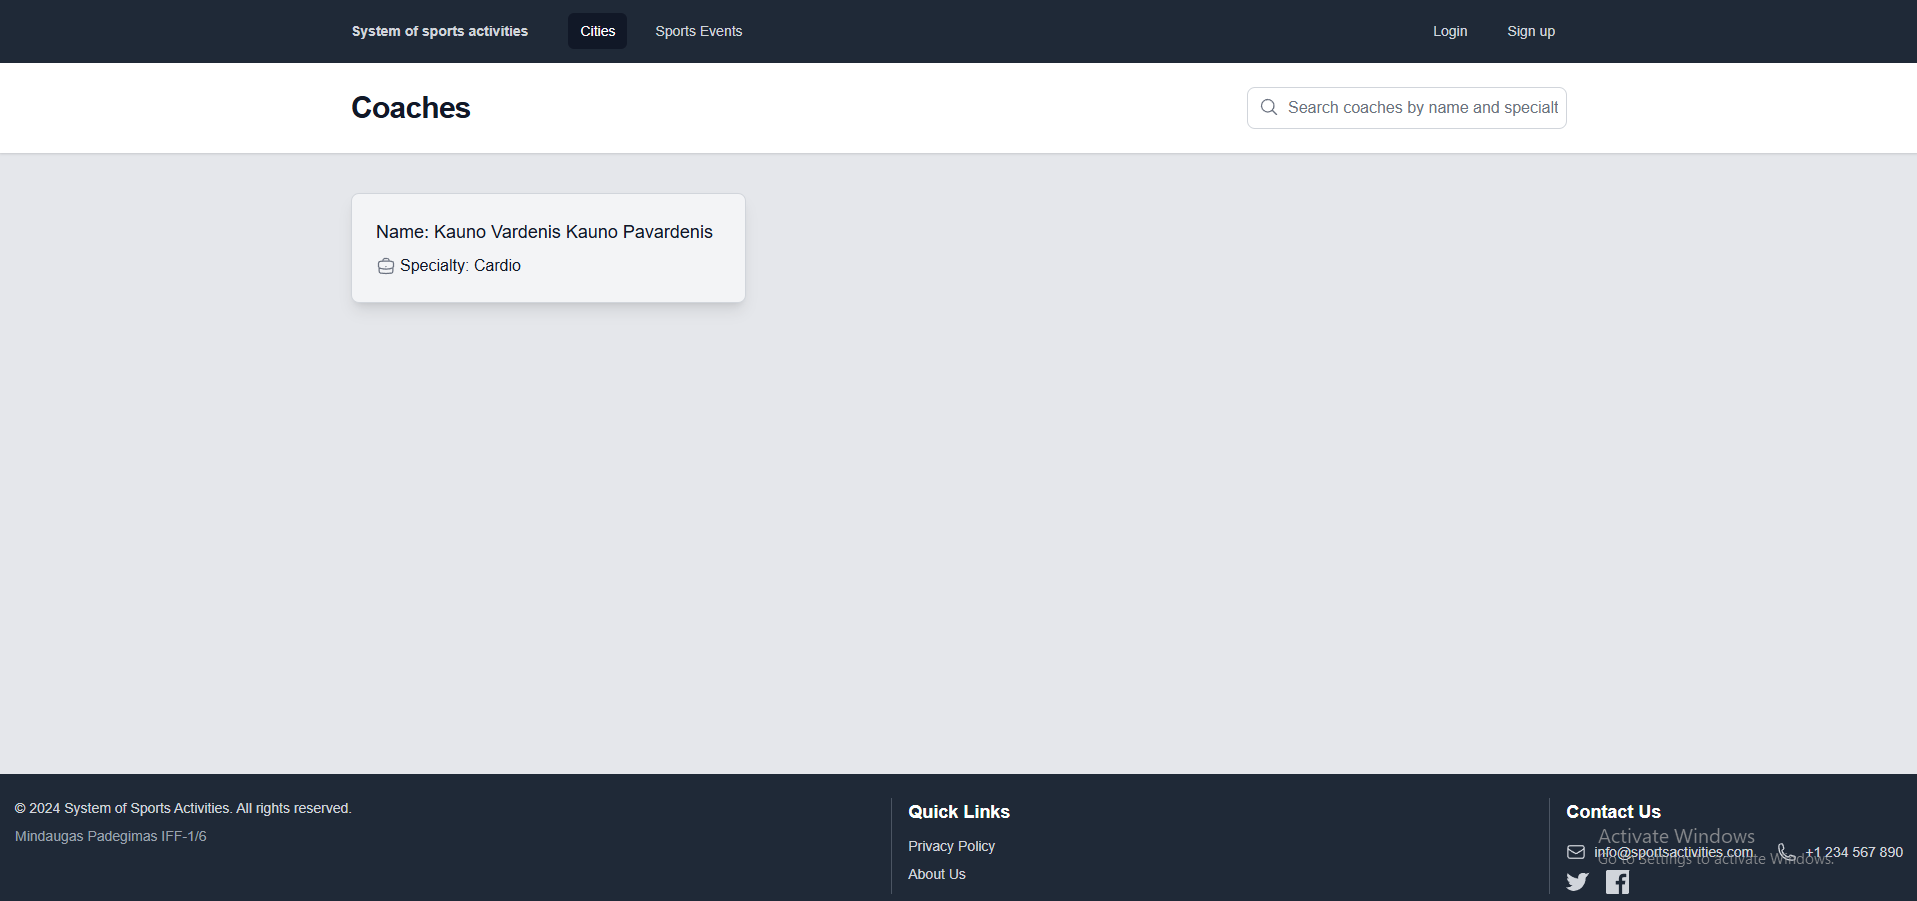 System of sports activities
Cities
Sports Events
Login
Sign up
Coaches
Search coaches by name and specialt
Name: Kauno Vardenis Kauno Pavardenis
Specialty: Cardio
© 2024 System of Sports Activities. All rights reserved.
Mindaugas Padegimas IFF-1/6
Quick Links
Privacy Policy
About Us
Contact Us
Activate Windows
info@sportsactivities.com
+1 234 567 890
Go to Settings to activate Windows.